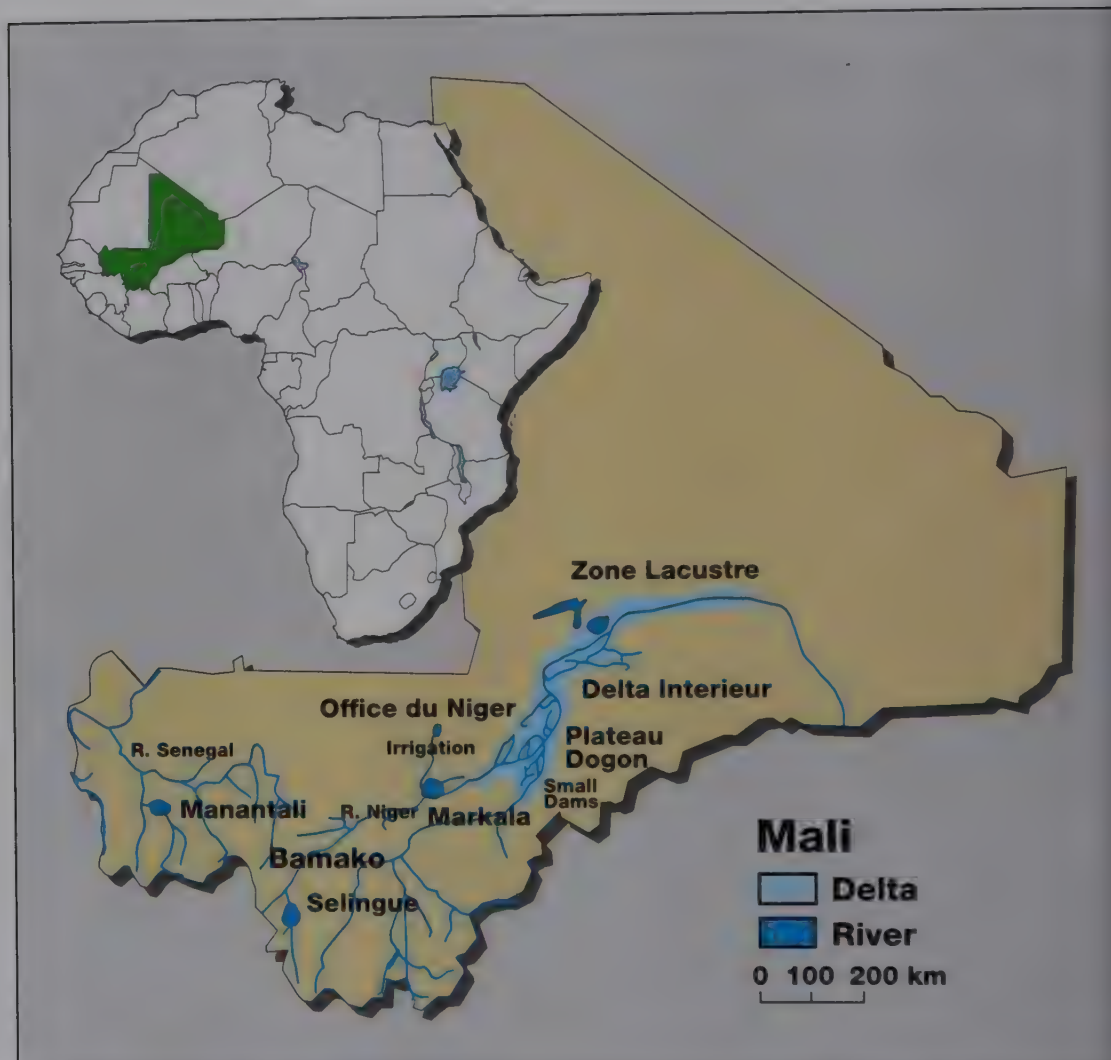 Zone Lacustre
Delta Interieur
Office du Niger
Irrigation
Plateau
Dogon
Small
Dams
R. Senegal
Manantali
R. Niger
Markala
Bamako
Selingue
Mali
Delta
River
0 100 200 km